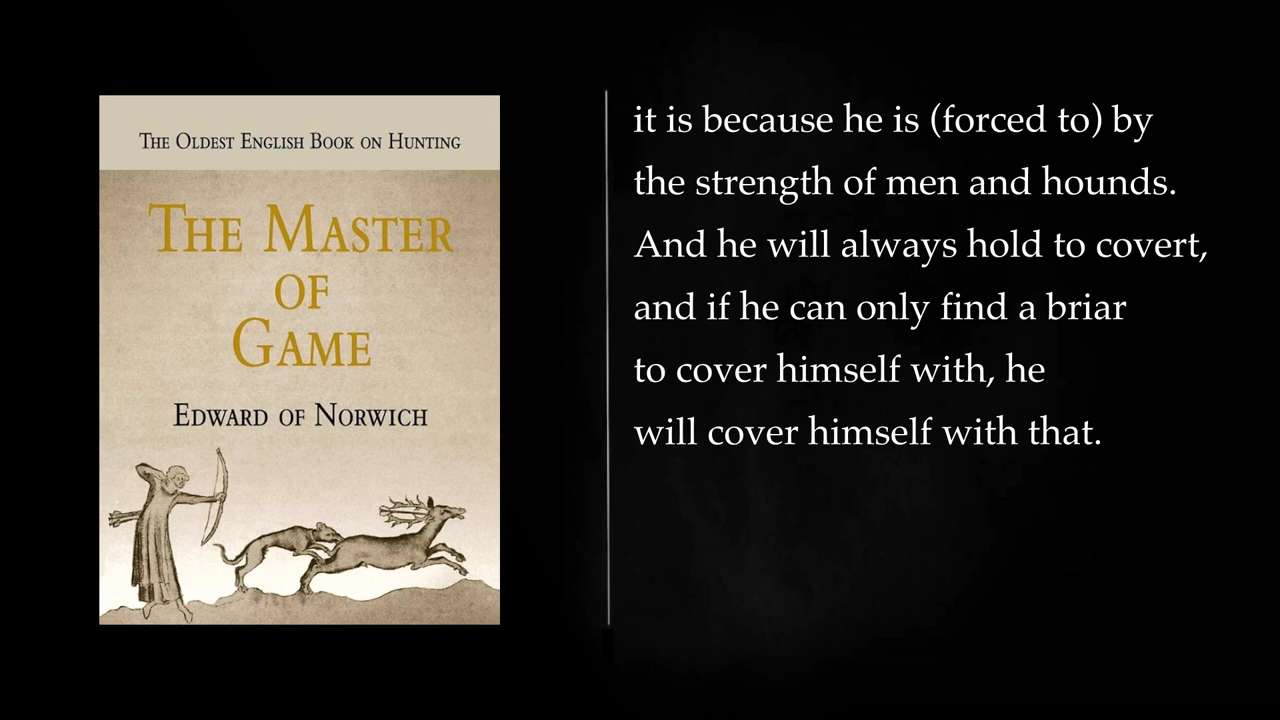 The Oldest English Book on Hunting
The Master
of
Game
Edward of Norwich
it is because he is (forced to) by
the strength of men and hounds.
And he will always hold to covert,
and if he can only find a briar
to cover himself with, he
will cover himself with that.